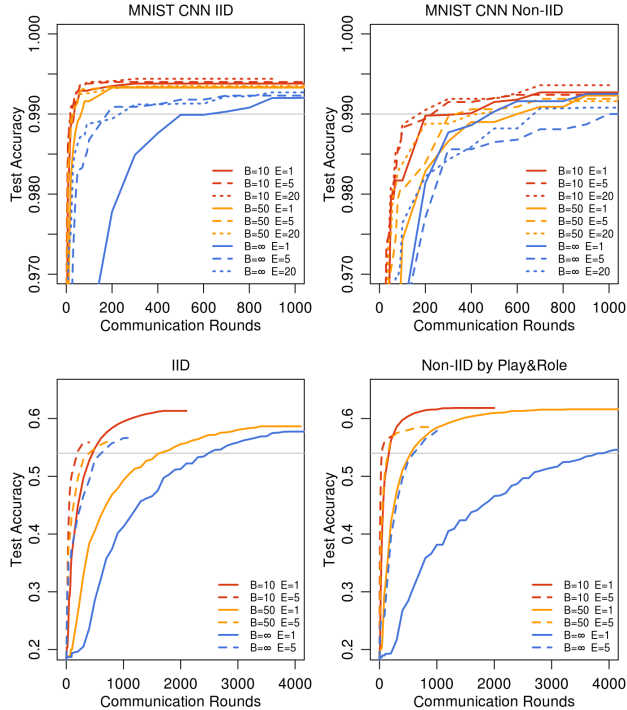 MNIST CNN IID
1.000
0.990
0.980
0.970
Test Accuracy
B=10 E=1
B=10 E=5
B=10 E=20
B=50 E=1
B=50 E=5
B=50 E=20
B=∞ E=1
B=∞ E=5
B=∞ E=20
0 200 400 600 800 1000
Communication Rounds
MNIST CNN Non-IID
1.000
0.990
0.980
0.970
Test Accuracy
B=10 E=1
B=10 E=5
B=10 E=20
B=50 E=1
B=50 E=5
B=50 E=20
B=∞ E=1
B=∞ E=5
B=∞ E=20
0 200 400 600 800 1000
Communication Rounds
IID
0.6
0.5
0.4
0.3
0.2
Test Accuracy
B=10 E=1
B=10 E=5
B=50 E=1
B=50 E=5
B=∞ E=1
B=∞ E=5
0 1000 2000 3000 4000
Communication Rounds
Non-IID by Play&Role
0.6
0.5
0.4
0.3
0.2
Test Accuracy
B=10 E=1
B=10 E=5
B=50 E=1
B=50 E=5
B=∞ E=1
B=∞ E=5
0 1000 2000 3000 4000
Communication Rounds